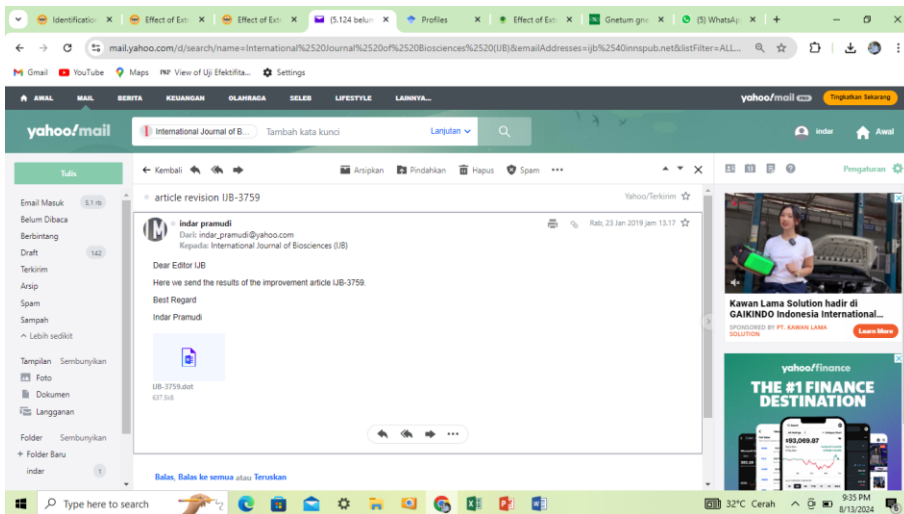 Identification
Effect of Ext
Effect of Ext
(5.124 belum
Profiles
Effect of Ext
Gnetum gne
(5) WhatsAp
mail.yahoo.com/d/search/name=International%2520Journal%2520of%2520Biosciences%2520(IJB)&emailAddresses=ijb%2540innspub.net&listFilter=ALL...
Gmail
YouTube
Maps
View of Uji Efektifita...
Settings
AWAL
MAIL
BERITA
KEUANGAN
OLAHRAGA
SELEB
LIFESTYLE
LAINNYA...
yahoo!mail
Tingkatkan Sekarang
yahoo!mail
International Journal of B...
Tambah kata kunci
Lanjutan
indar
Awal
Tulis
Kembali
Arsipkan
Pindahkan
Hapus
Spam
Pengaturan
Email Masuk 5.1 rb
Belum Dibaca
Berbintang
Draft 142
Terkirim
Arsip
Spam
Sampah
Lebih sedikit
Tampilan Sembunyikan
Foto
Dokumen
Langganan
Folder Sembunyikan
+ Folder Baru
indar 1
article revision IJB-3759
Yahoo/Terkirim
indar pramudi
Rab, 23 Jan 2019 jam 13.17
Dari: indar_pramudi@yahoo.com
Kepada: International Journal of Biosciences (IJB)
Dear Editor IJB
Here we send the results of the improvement article IJB-3759.
Best Regard
Indar Pramudi
IJB-3759.dot
637.5kB
Balas, Balas ke semua atau Teruskan
Kawan Lama Solution hadir di
GAIKINDO Indonesia International...
SPONSORED BY PT. KAWAN LAMA
SOLUTION
Learn More
yahoo!finance
THE #1 FINANCE
DESTINATION
$93,069.87
Type here to search
32°C Cerah
9:35 PM
8/13/2024